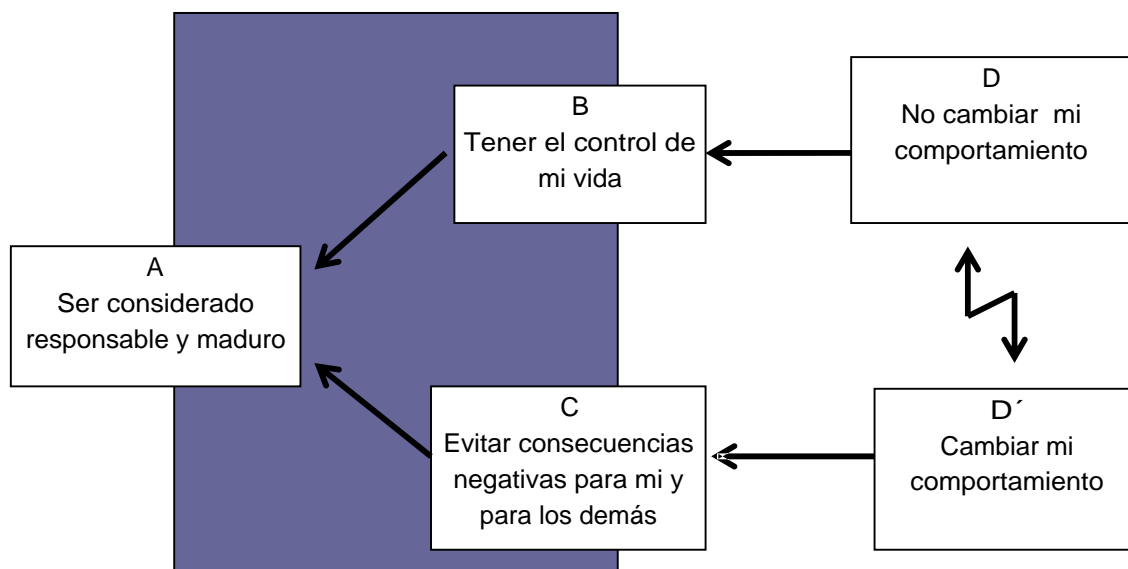 B
Tener el control de
mi vida
D
No cambiar mi
comportamiento
A
Ser considerado
responsable y maduro
C
Evitar consecuencias
negativas para mi y
para los demás
D´
Cambiar mi
comportamiento